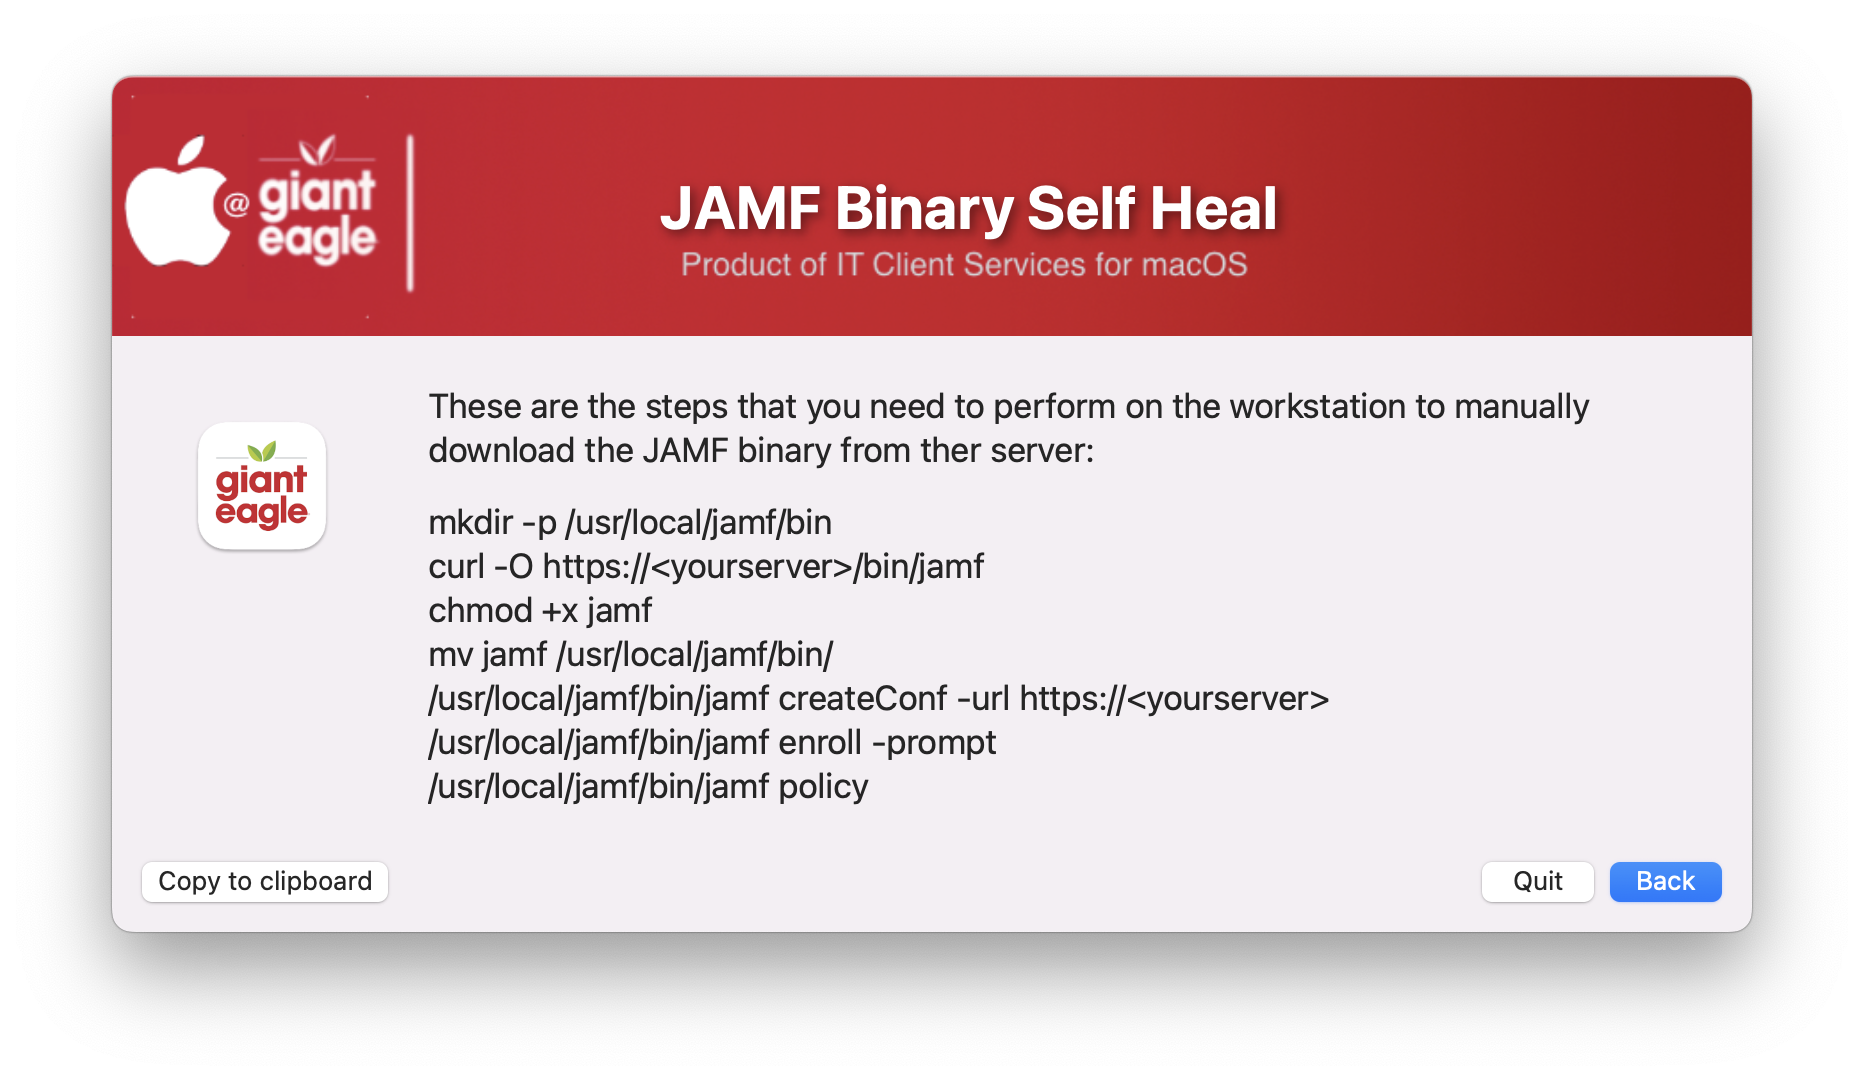 @
giant
eagle
JAMF Binary Self Heal
Product of IT Client Services for macOS
giant
eagle
These are the steps that you need to perform on the workstation to manually
download the JAMF binary from ther server:
mkdir -p /usr/local/jamf/bin
curl -O https://<yourserver>/bin/jamf
chmod +x jamf
mv jamf /usr/local/jamf/bin/
/usr/local/jamf/bin/jamf createConf -url https://<yourserver>
/usr/local/jamf/bin/jamf enroll -prompt
/usr/local/jamf/bin/jamf policy
Copy to clipboard
Quit
Back